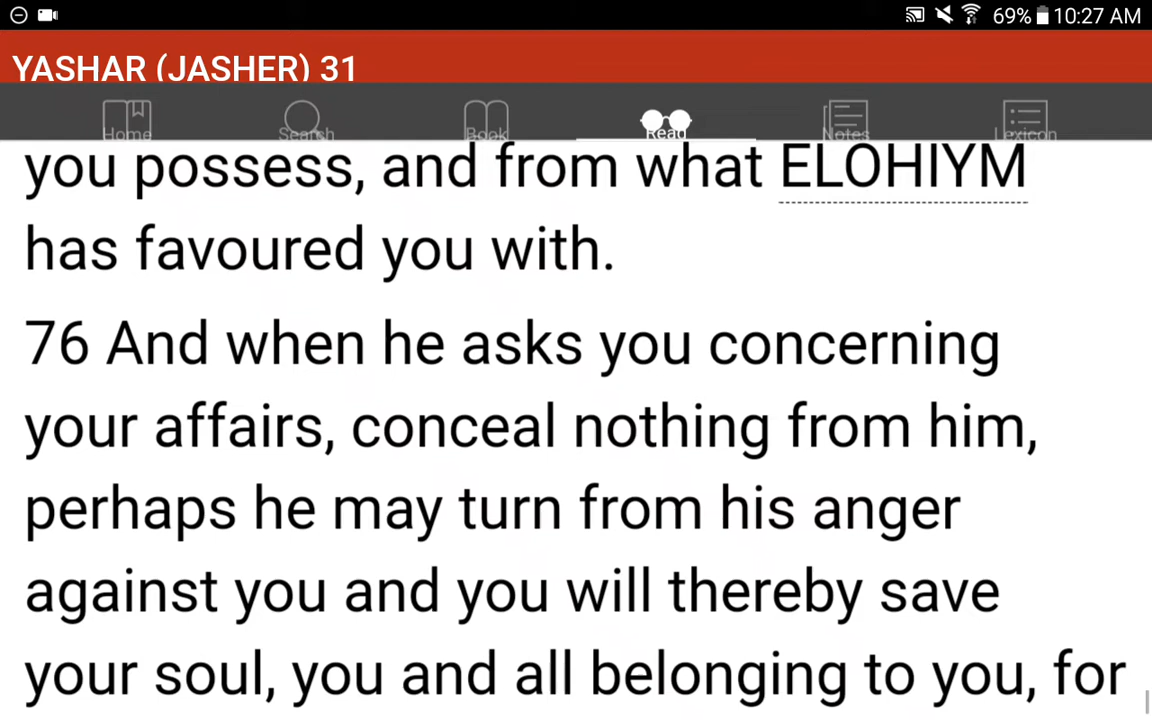 69% 10:27 AM
YASHAR (JASHER) 31
Home Search Book Read Notes Lexicon
you possess, and from what ELOHIYM
has favoured you with.
76 And when he asks you concerning
your affairs, conceal nothing from him,
perhaps he may turn from his anger
against you and you will thereby save
your soul, you and all belonging to you, for